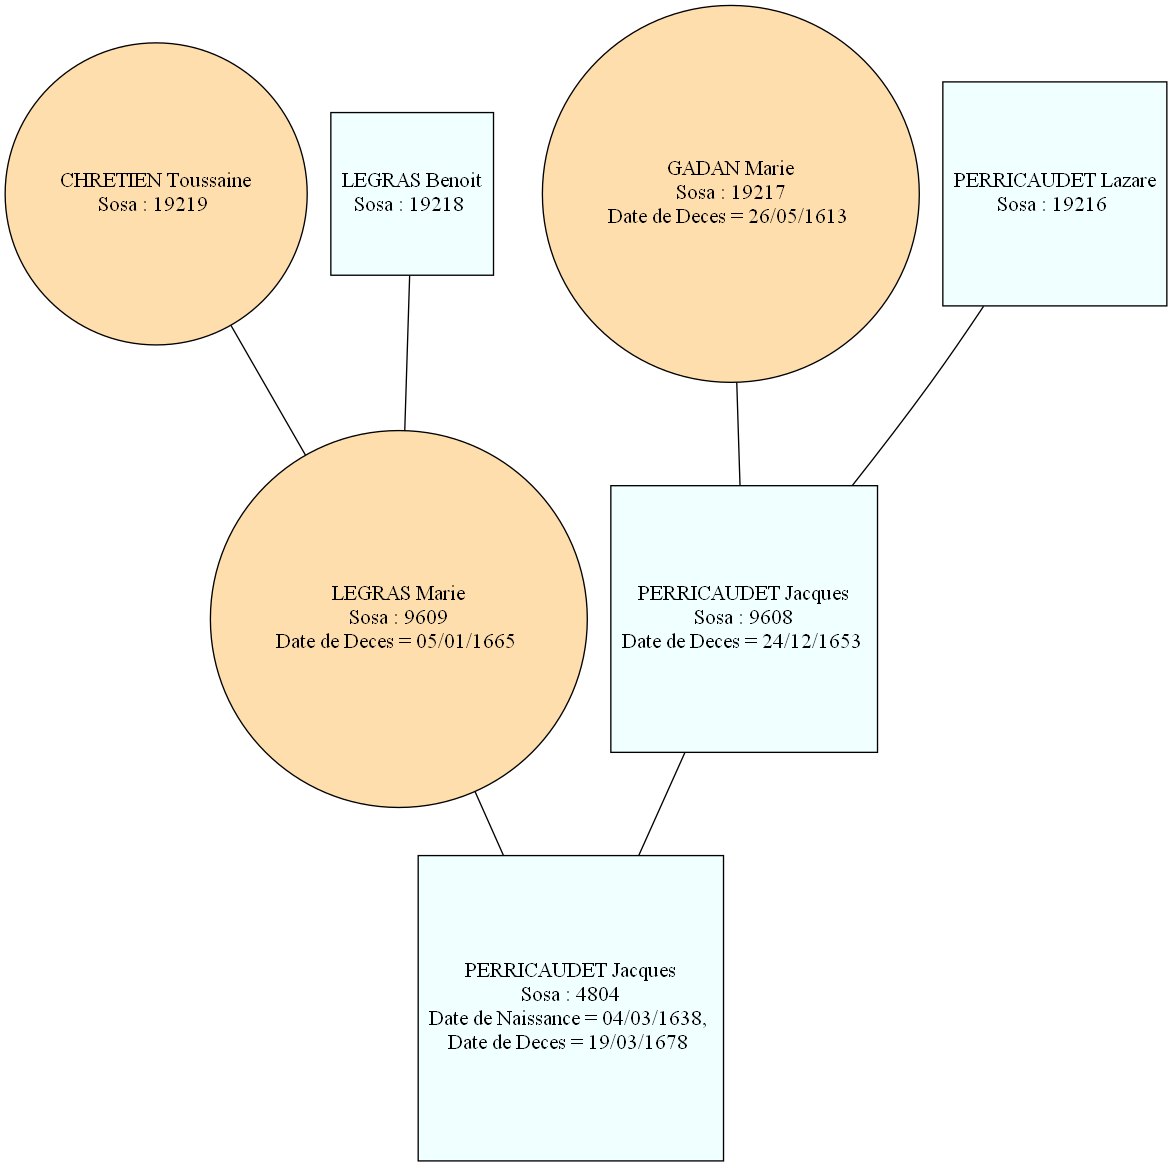 CHRETIEN Toussaine
Sosa : 19219
LEGRAS Benoit
Sosa : 19218
GADAN Marie
Sosa : 19217
Date de Deces = 26/05/1613
PERRICAUDET Lazare
Sosa : 19216
LEGRAS Marie
Sosa : 9609
Date de Deces = 05/01/1665
PERRICAUDET Jacques
Sosa : 9608
Date de Deces = 24/12/1653
PERRICAUDET Jacques
Sosa : 4804
Date de Naissance = 04/03/1638,
Date de Deces = 19/03/1678